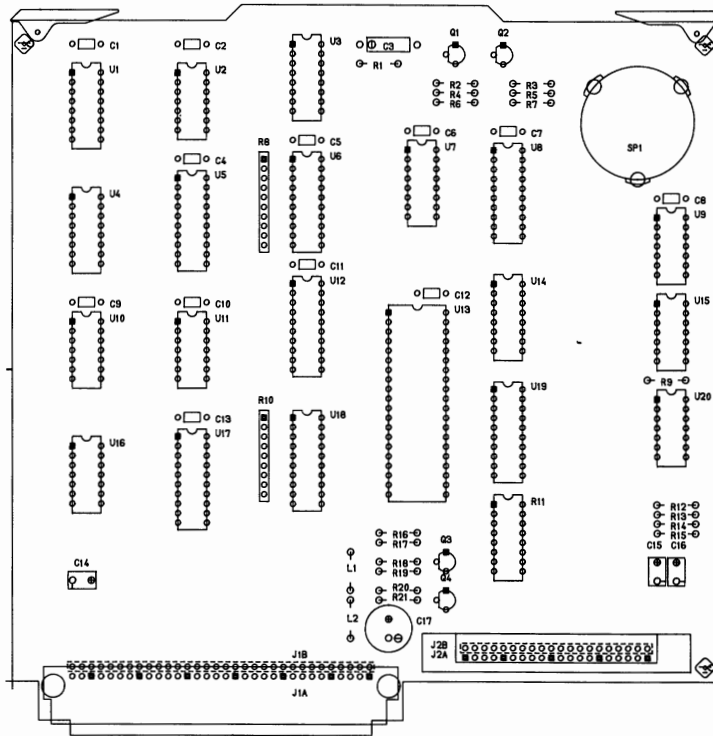 Q1 Q2
C1 C2 U3 C3
R1
U1 U2
R2 R3
R4 R5
R6 R7
C6 C7
R8 C5 U7 U8 SP1
C4 U6
U5
U4 C8
U9
C11
U12 U14
C12
C9 C10 U13 U15
U10 U11
R9
U19
R10 U20
C13 U18
U16 U17
R11 R12
R13
R14
R15
R16 Q3
R17
C15 C16
C14 L1 R18
R19
Q4
R20
R21
L2 C17
J2B
J1B J2A
J1A